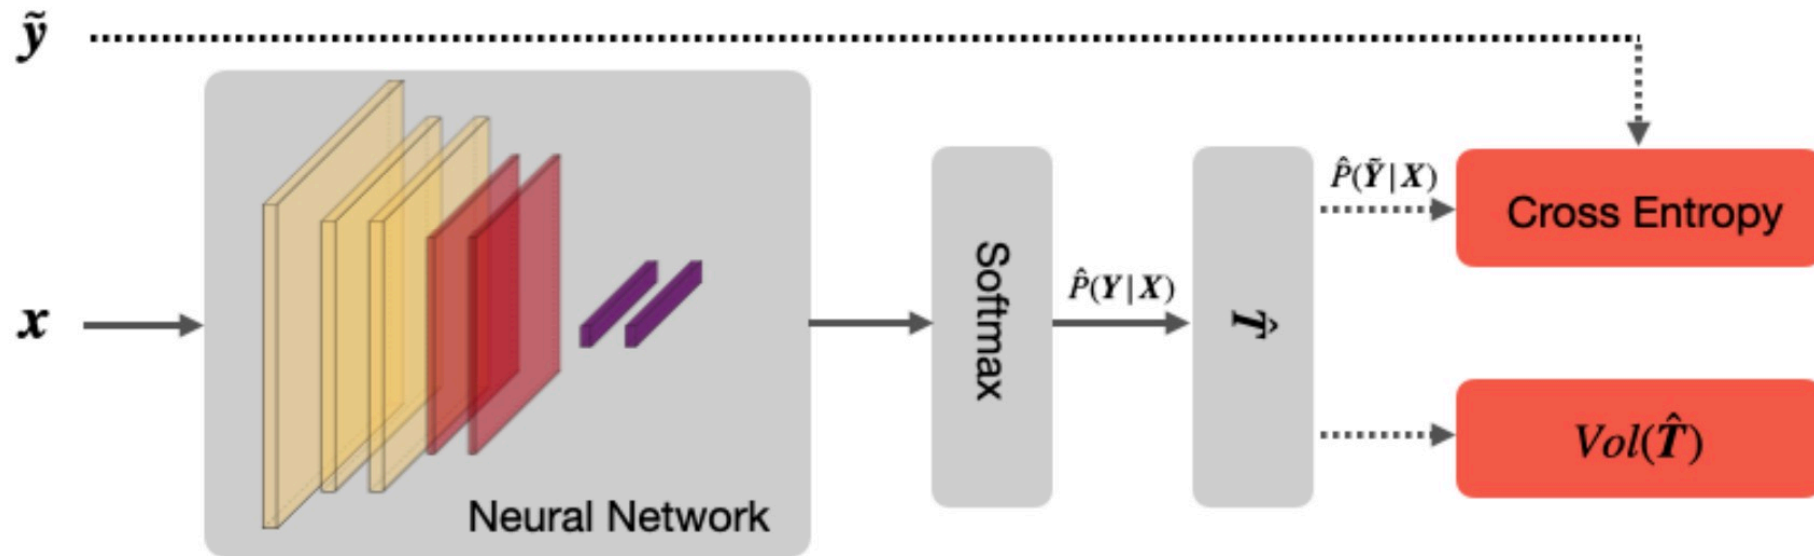 ỹ
x
Neural Network
Softmax
P̂(Y|X)
T̂
P̂(Ỹ|X)
Cross Entropy
Vol(T̂)